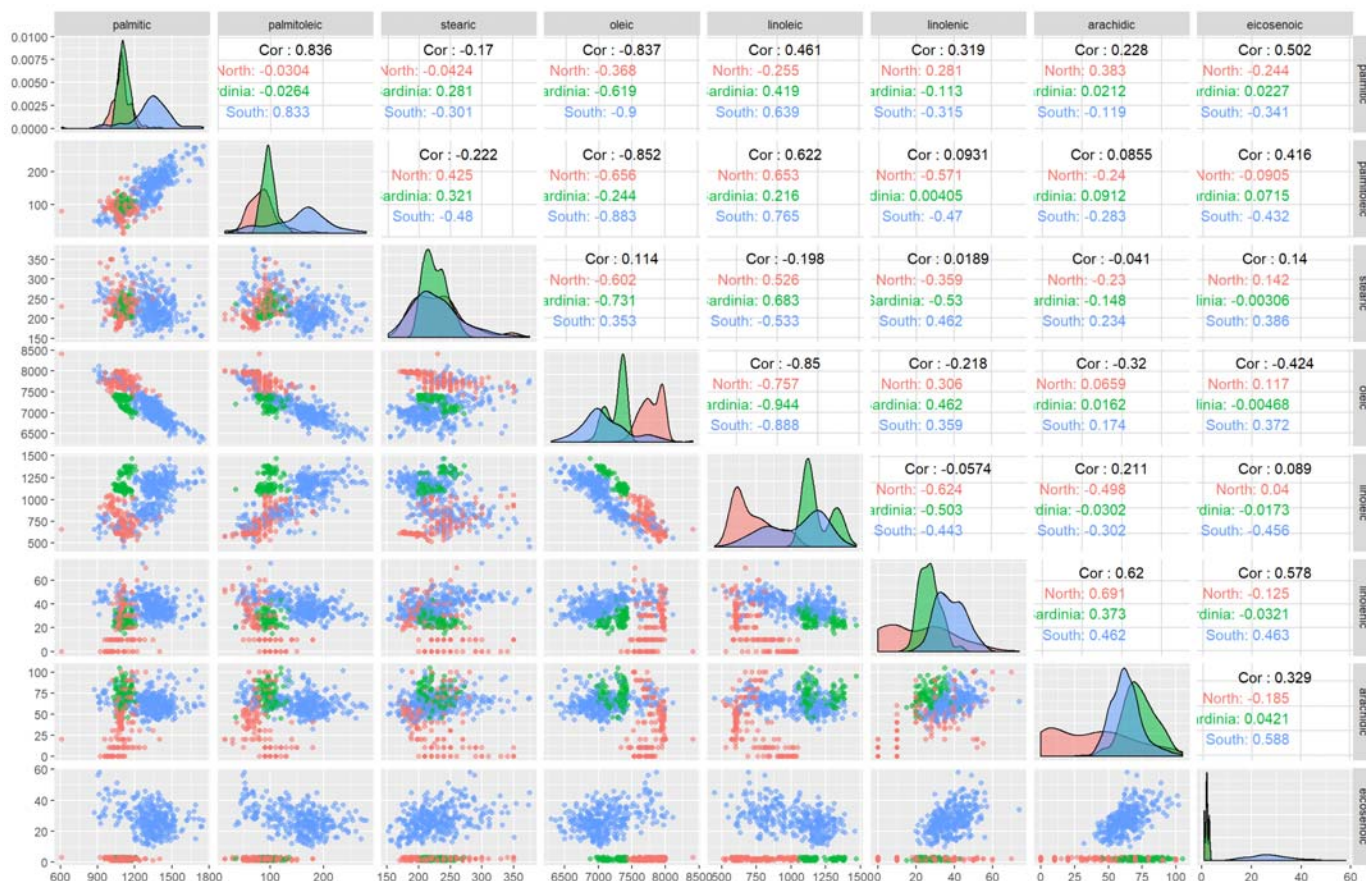 palmitic palmitoleic stearic oleic linoleic linolenic arachidic eicosenoic
0.0100 Cor : 0.836 Cor : -0.17 Cor : -0.837 Cor : 0.461 Cor : 0.319 Cor : 0.228 Cor : 0.502
0.0075 North: -0.0304 North: -0.0424 North: -0.368 North: -0.255 North: 0.281 North: 0.383 North: -0.244
0.0050 rdinia: -0.0264 ardinia: 0.281 ardinia: -0.619 ardinia: 0.419 ardinia: -0.113 ardinia: 0.0212 ardinia: 0.0227
0.0025 South: 0.833 South: -0.301 South: -0.9 South: 0.639 South: -0.315 South: -0.119 South: -0.341
0.0000
palmitic
Cor : -0.222 Cor : -0.852 Cor : 0.622 Cor : 0.0931 Cor : 0.0855 Cor : 0.416
200 North: 0.425 North: -0.656 North: 0.653 North: -0.571 North: -0.24 North: -0.0905
ardinia: 0.321 ardinia: -0.244 ardinia: 0.216 ardinia: 0.00405 ardinia: 0.0912 ardinia: 0.0715
100 South: -0.48 South: -0.883 South: 0.765 South: -0.47 South: -0.283 South: -0.432
palmitoleic
350 Cor : 0.114 Cor : -0.198 Cor : 0.0189 Cor : -0.041 Cor : 0.14
300 North: -0.602 North: 0.526 North: -0.359 North: -0.23 North: 0.142
250 ardinia: -0.731 ardinia: 0.683 Sardinia: -0.53 ardinia: -0.148 rdinia: -0.00306
200 South: 0.353 South: -0.533 South: 0.462 South: 0.234 South: 0.386
150
stearic
8500 Cor : -0.85 Cor : -0.218 Cor : -0.32 Cor : -0.424
8000 North: -0.757 North: 0.306 North: 0.0659 North: 0.117
7500 ardinia: -0.944 ardinia: 0.462 ardinia: 0.0162 rdinia: -0.00468
7000 South: -0.888 South: 0.359 South: 0.174 South: 0.372
6500
oleic
1500 Cor : -0.0574 Cor : 0.211 Cor : 0.089
1250 North: -0.624 North: -0.498 North: 0.04
1000 ardinia: -0.503 rdinia: -0.0302 rdinia: -0.0173
750 South: -0.443 South: -0.302 South: -0.456
500
linoleic
60 Cor : 0.62 Cor : 0.578
40 North: 0.691 North: -0.125
20 ardinia: 0.373 rdinia: -0.0321
0 South: 0.462 South: 0.463
linolenic
100 Cor : 0.329
75 North: -0.185
50 ardinia: 0.0421
25 South: 0.588
0
arachidic
60
40
20
0
eicosenoic
600 900 1200 1500 1800 100 200 150 200 250 300 350 6500 7000 7500 8000 8500 500 750 1000 1250 1500 0 20 40 60 0 25 50 75 100 0 20 40 60